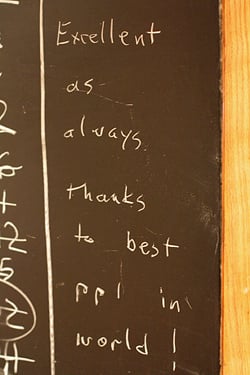 Excellent
as
always
thanks
to best
ppl in
world!